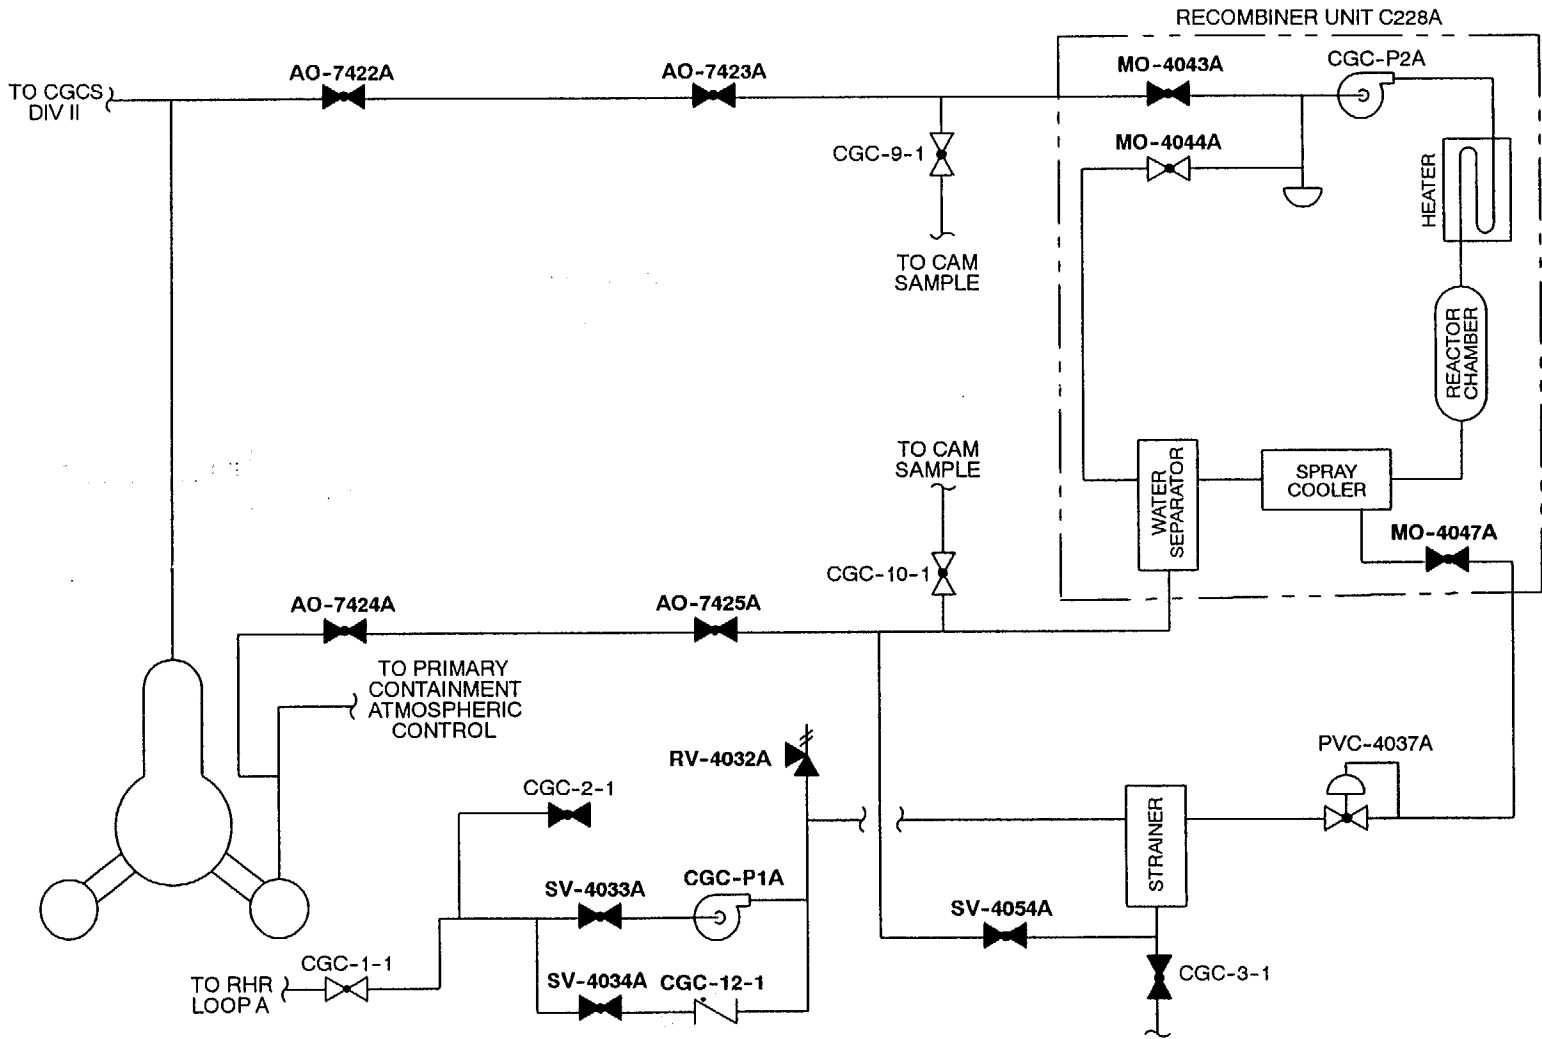 RECOMBINER UNIT C228A
AO-7422A
AO-7423A
MO-4043A
CGC-P2A
TO CGCS
DIV II
CGC-9-1
MO-4044A
HEATER
TO CAM
SAMPLE
REACTOR
CHAMBER
TO CAM
SAMPLE
WATER
SEPARATOR
SPRAY
COOLER
MO-4047A
CGC-10-1
AO-7424A
AO-7425A
TO PRIMARY
CONTAINMENT
ATMOSPHERIC
CONTROL
RV-4032A
PVC-4037A
CGC-2-1
STRAINER
SV-4033A
CGC-P1A
SV-4054A
CGC-1-1
SV-4034A
CGC-12-1
CGC-3-1
TO RHR
LOOP A